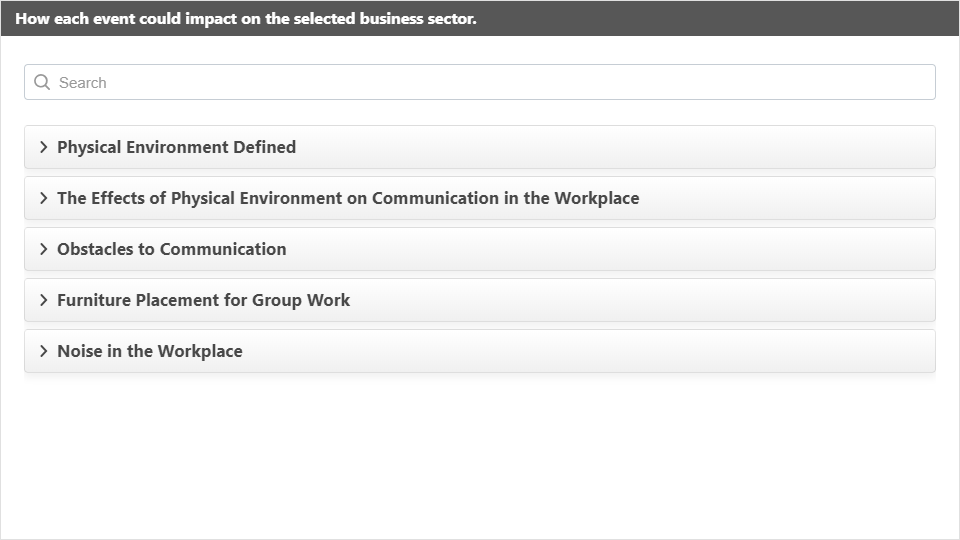 How each event could impact on the selected business sector.
Search
Physical Environment Defined
The Effects of Physical Environment on Communication in the Workplace
Obstacles to Communication
Furniture Placement for Group Work
Noise in the Workplace